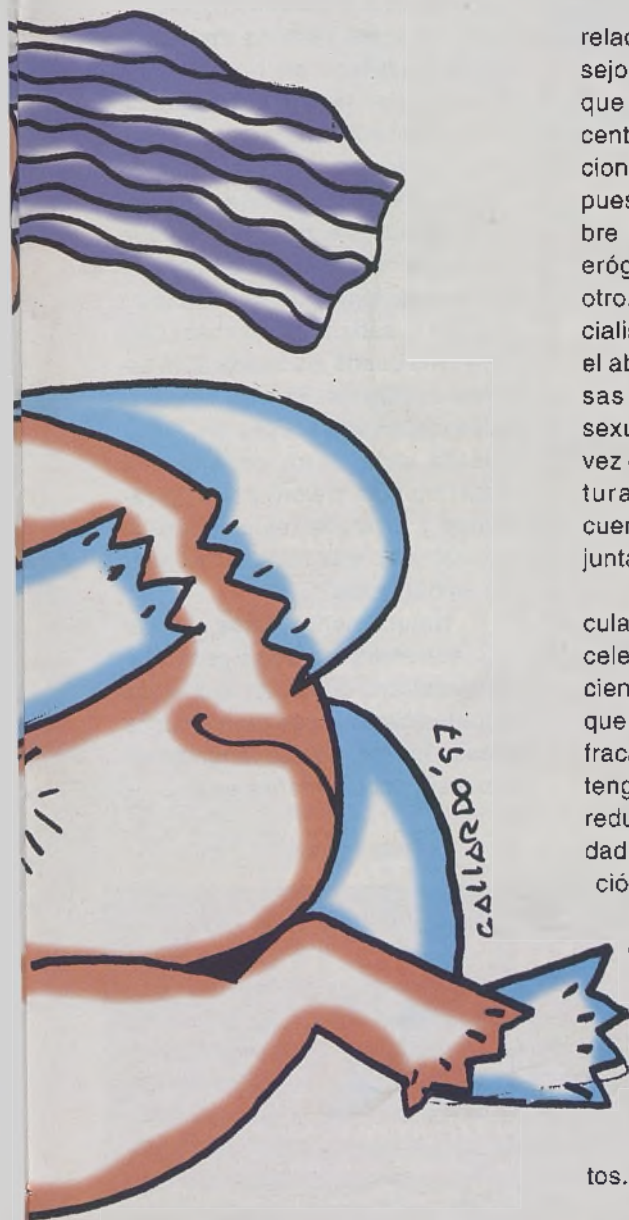 relac
sejo
que
cent
cion
pues
bre
eróg
otro.
cialis
el ab
sas
sexu
vez
tura
cuer
junta
cula
cele
cien
que
frac
teng
redu
dad
ció
tos.
GALLARDO '97